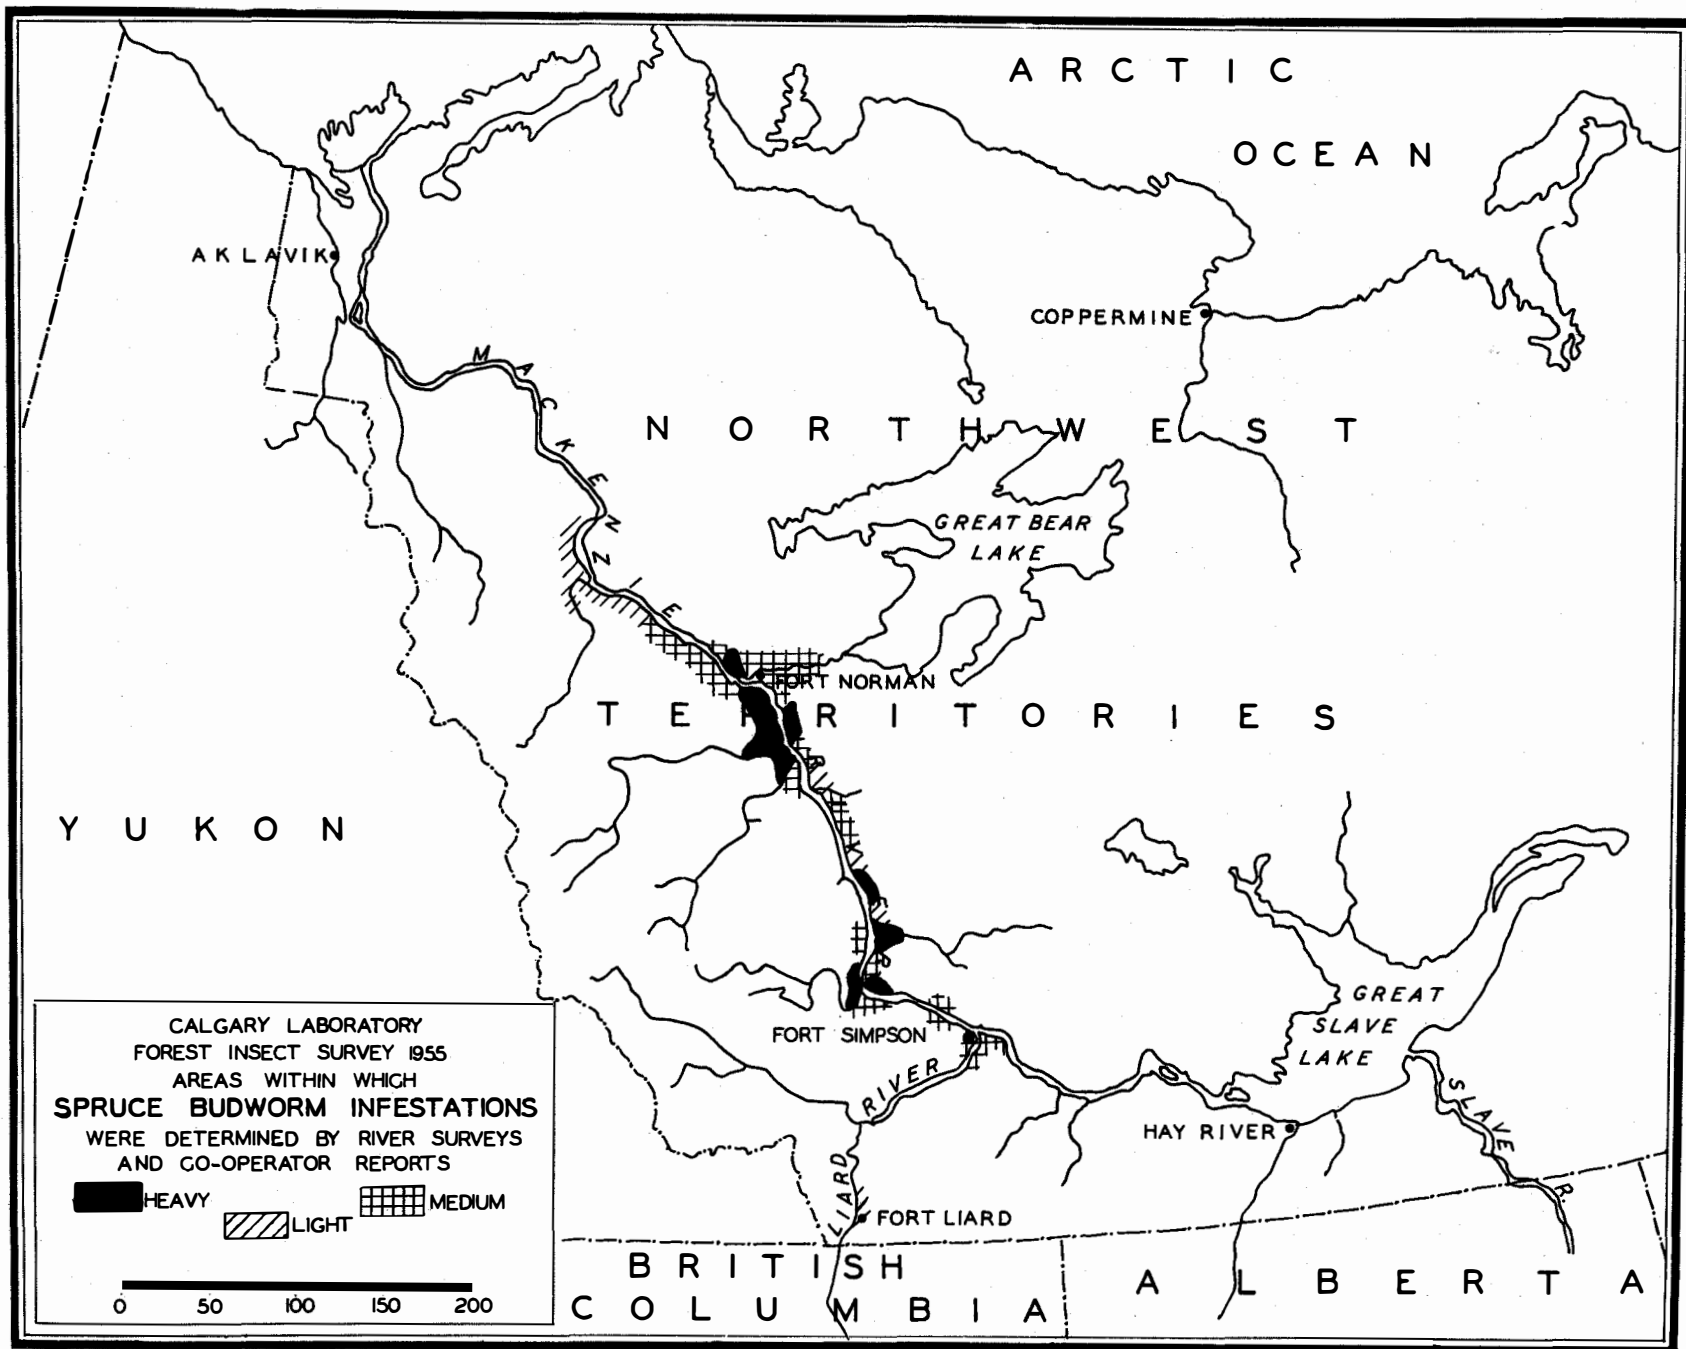 ARCTIC
OCEAN
AKLAVIK
COPPERMINE
MACKENZIE
NORTHWEST
GREAT BEAR
LAKE
FORT NORMAN
TERRITORIES
YUKON
R
GREAT
SLAVE
LAKE
FORT SIMPSON
RIVER
LIARD
SLAVE R.
HAY RIVER
FORT LIARD
BRITISH
COLUMBIA
ALBERTA
CALGARY LABORATORY
FOREST INSECT SURVEY 1955
AREAS WITHIN WHICH
SPRUCE BUDWORM INFESTATIONS
WERE DETERMINED BY RIVER SURVEYS
AND CO-OPERATOR REPORTS
HEAVY
MEDIUM
LIGHT
0 50 100 150 200